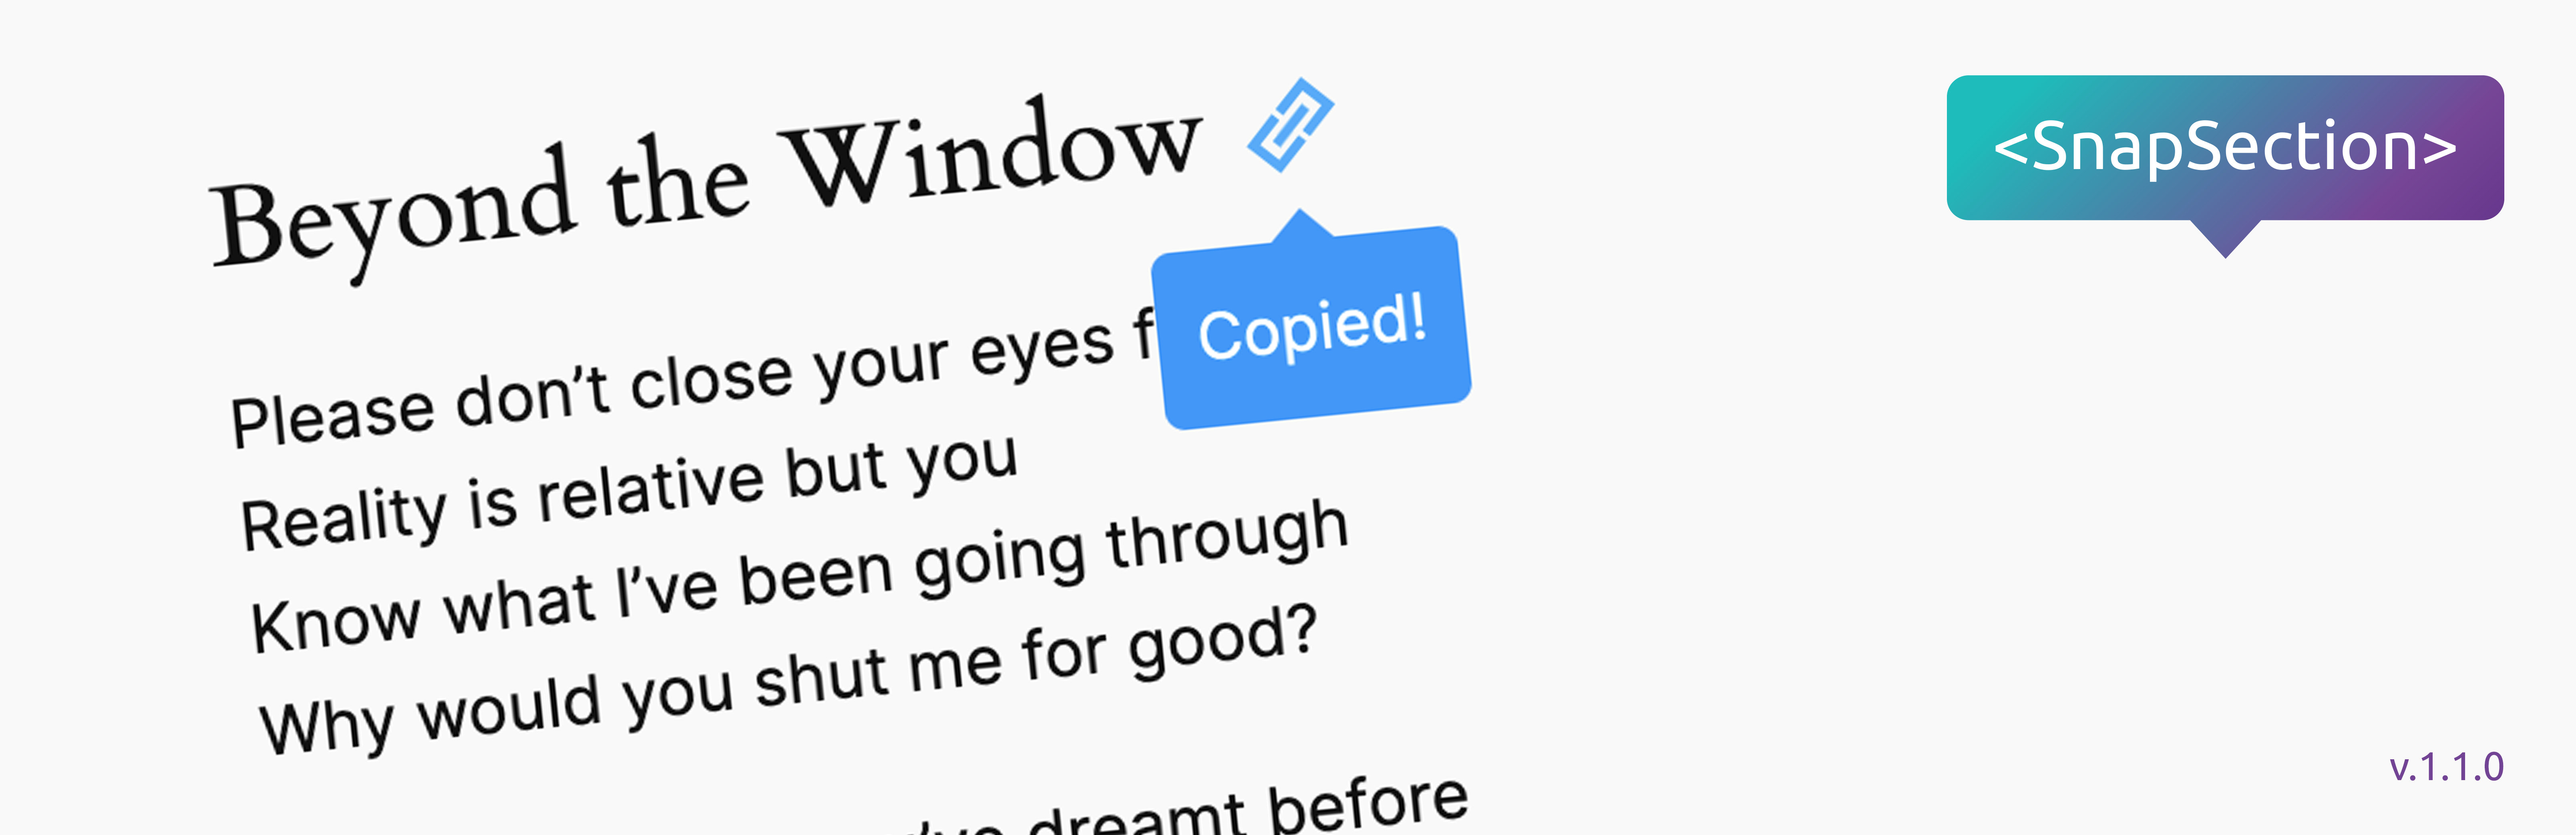 Beyond the Window
Copied!
Please don’t close your eyes
Reality is relative but you
Know what I’ve been going through
Why would you shut me for good?
dreamt before
<SnapSection>
v.1.1.0